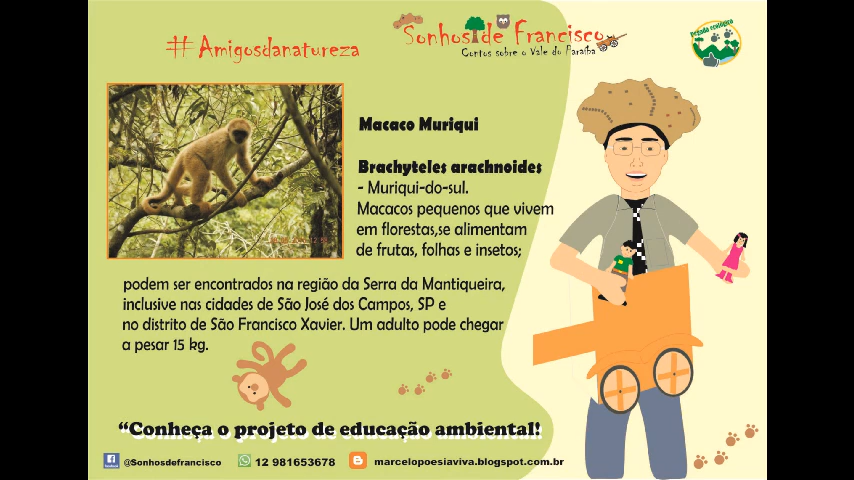 #Amigosdanatureza
Sonhos de Francisco
Contos sobre o Vale do Paraíba
Pegada ecológica
Macaco Muriqui
Brachyteles arachnoides
- Muriqui-do-sul.
Macacos pequenos que vivem
em florestas,se alimentam
de frutas, folhas e insetos;
podem ser encontrados na região da Serra da Mantiqueira,
inclusive nas cidades de São José dos Campos, SP e
no distrito de São Francisco Xavier. Um adulto pode chegar
a pesar 15 kg.
“Conheça o projeto de educação ambiental!
facebook @Sonhosdefrancisco 12 981653678 marcelopoesiaviva.blogspot.com.br